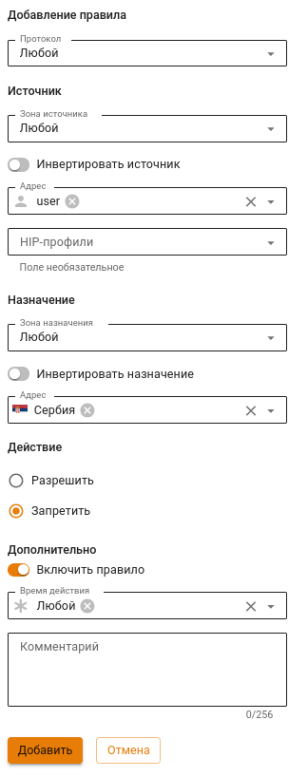 Добавление правила
Протокол
Любой
Источник
Зона источника
Любой
Инвертировать источник
Адрес
user
HIP-профили
Поле необязательное
Назначение
Зона назначения
Любой
Инвертировать назначение
Адрес
Сербия
Действие
Разрешить
Запретить
Дополнительно
Включить правило
Время действия
Любой
Комментарий
0/256
Добавить
Отмена